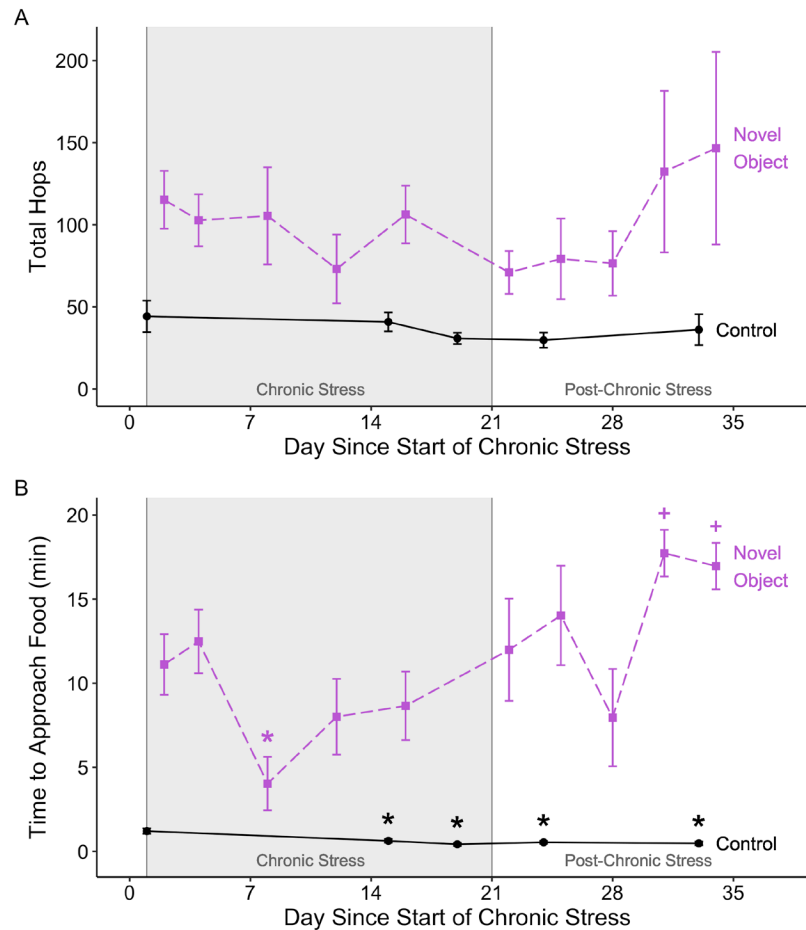 A
Total Hops
200
150
100
50
0
Novel
Object
Control
Chronic Stress
Post-Chronic Stress
0 7 14 21 28 35
Day Since Start of Chronic Stress
B
Time to Approach Food (min)
20
15
10
5
0
+ +
Novel
Object
*
* * * *
Control
Chronic Stress
Post-Chronic Stress
0 7 14 21 28 35
Day Since Start of Chronic Stress